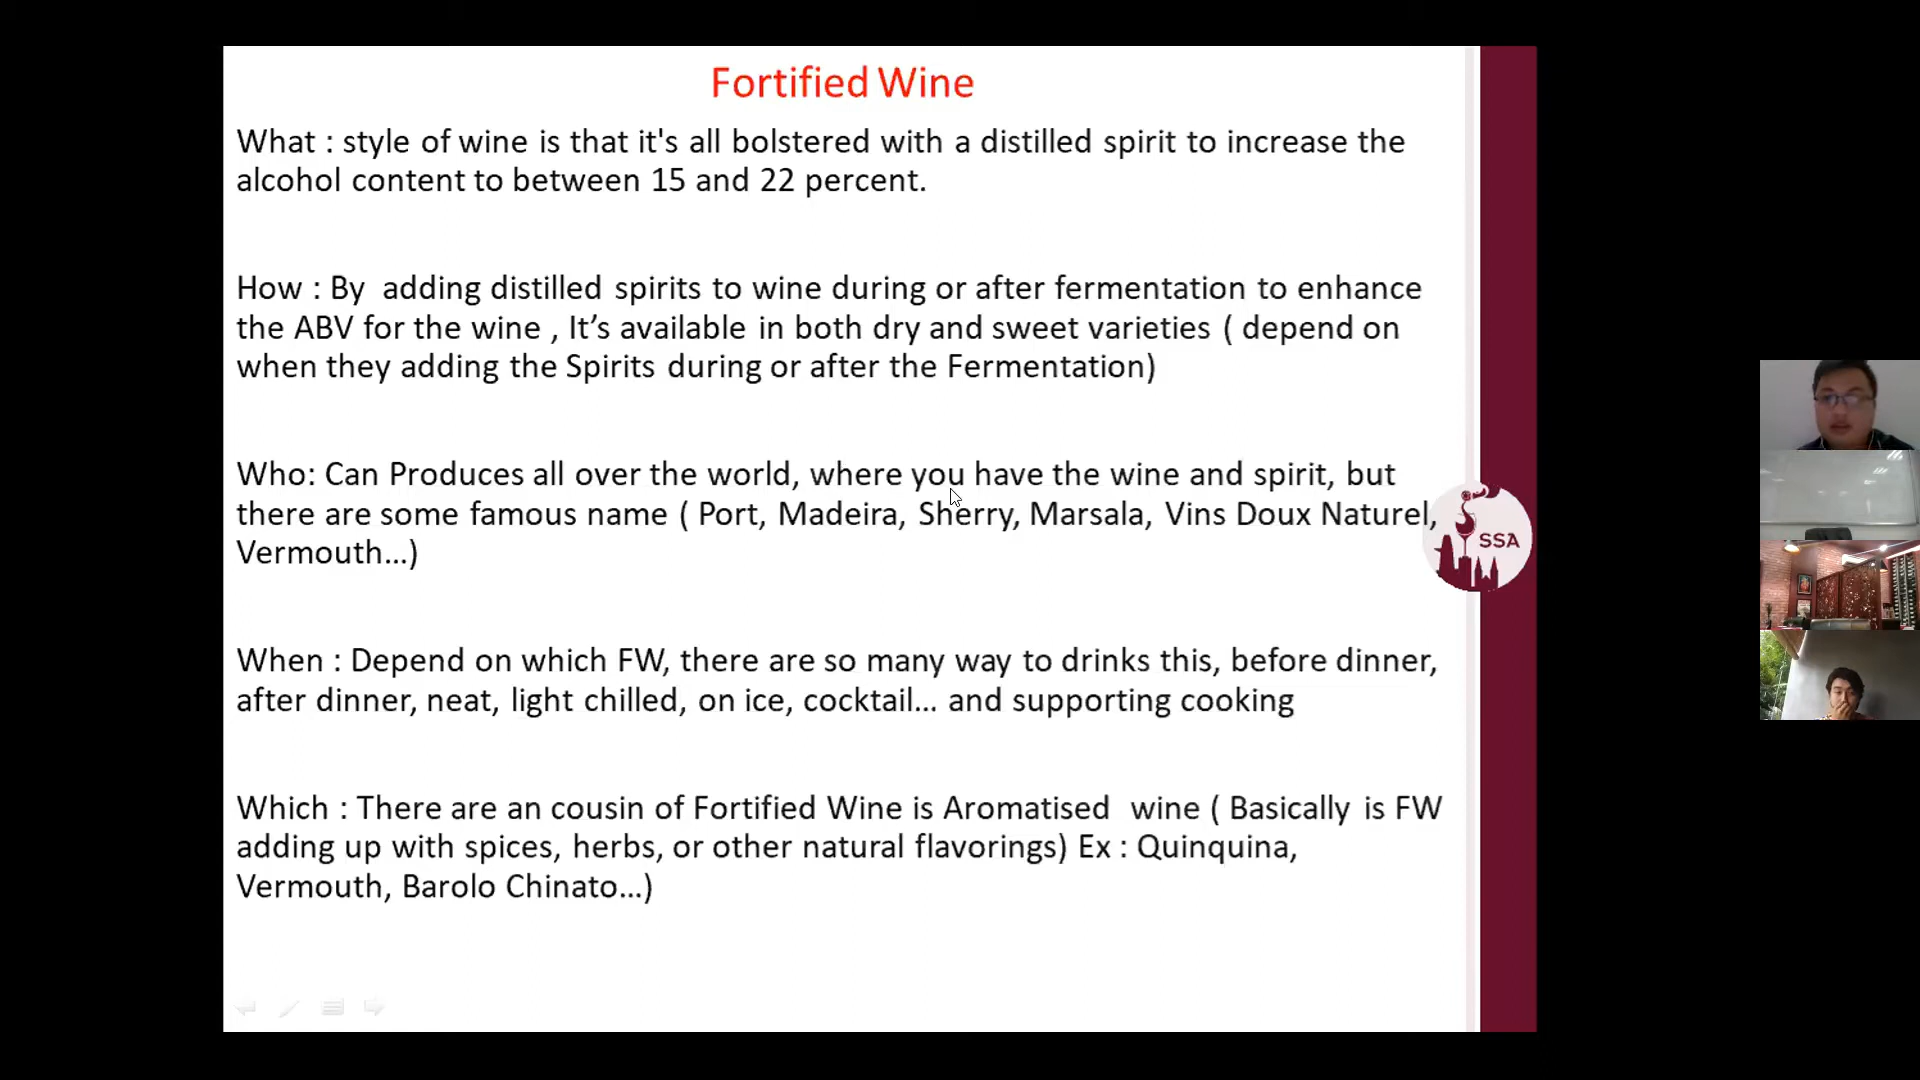 Fortified Wine
What : style of wine is that it's all bolstered with a distilled spirit to increase the
alcohol content to between 15 and 22 percent.
How : By  adding distilled spirits to wine during or after fermentation to enhance
the ABV for the wine , It’s available in both dry and sweet varieties ( depend on
when they adding the Spirits during or after the Fermentation)
Who: Can Produces all over the world, where you have the wine and spirit, but
there are some famous name ( Port, Madeira, Sherry, Marsala, Vins Doux Naturel,
Vermouth...)
SSA
When : Depend on which FW, there are so many way to drinks this, before dinner,
after dinner, neat, light chilled, on ice, cocktail... and supporting cooking
Which : There are an cousin of Fortified Wine is Aromatised  wine ( Basically is FW
adding up with spices, herbs, or other natural flavorings) Ex : Quinquina,
Vermouth, Barolo Chinato...)